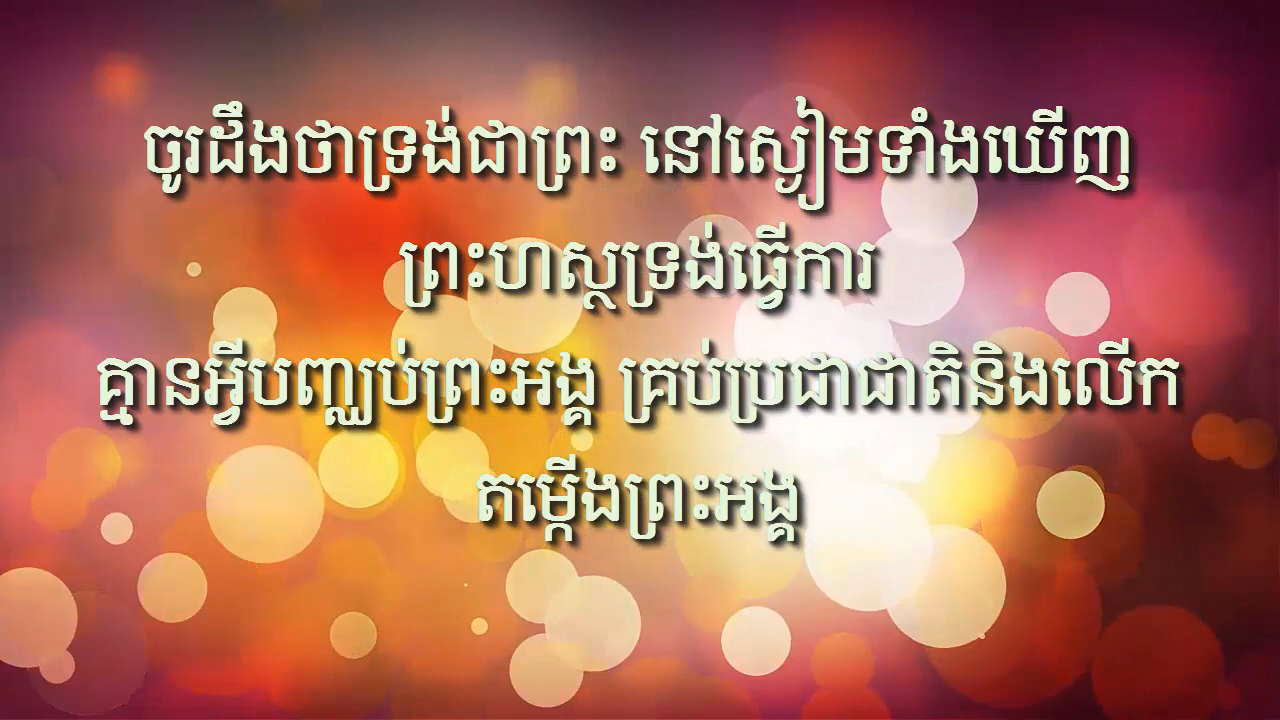 ចូរដឹងថាទ្រង់ជាព្រះ នៅស្ងៀមទាំងឃើញ
ព្រះហស្ថទ្រង់ធ្វើការ
គ្មានអ្វីបញ្ឈប់ព្រះអង្គ គ្រប់ប្រជាជាតិនិងលើក
តម្កើងព្រះអង្គ